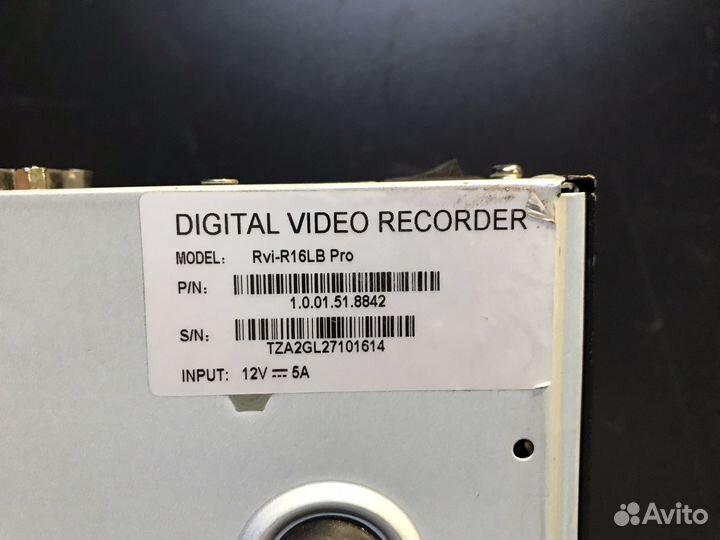 DIGITAL VIDEO RECORDER
MODEL: Rvi-R16LB Pro
P/N:
1.0.01.51.8842
S/N:
TZA2GL27101614
INPUT: 12V ⎓ 5A
Avito